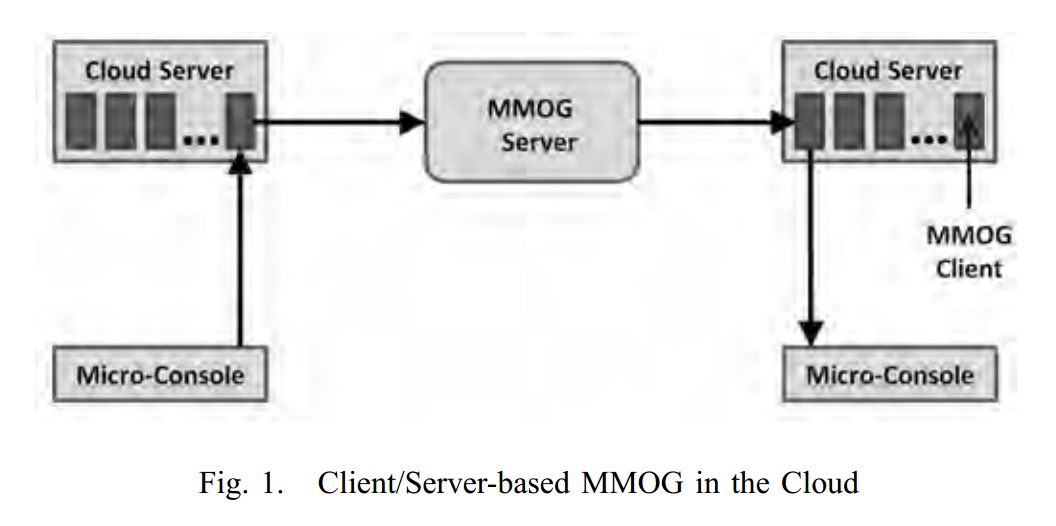 Cloud Server
...
MMOG
Server
Cloud Server
...
MMOG
Client
Micro-Console
Micro-Console
Fig. 1. Client/Server-based MMOG in the Cloud